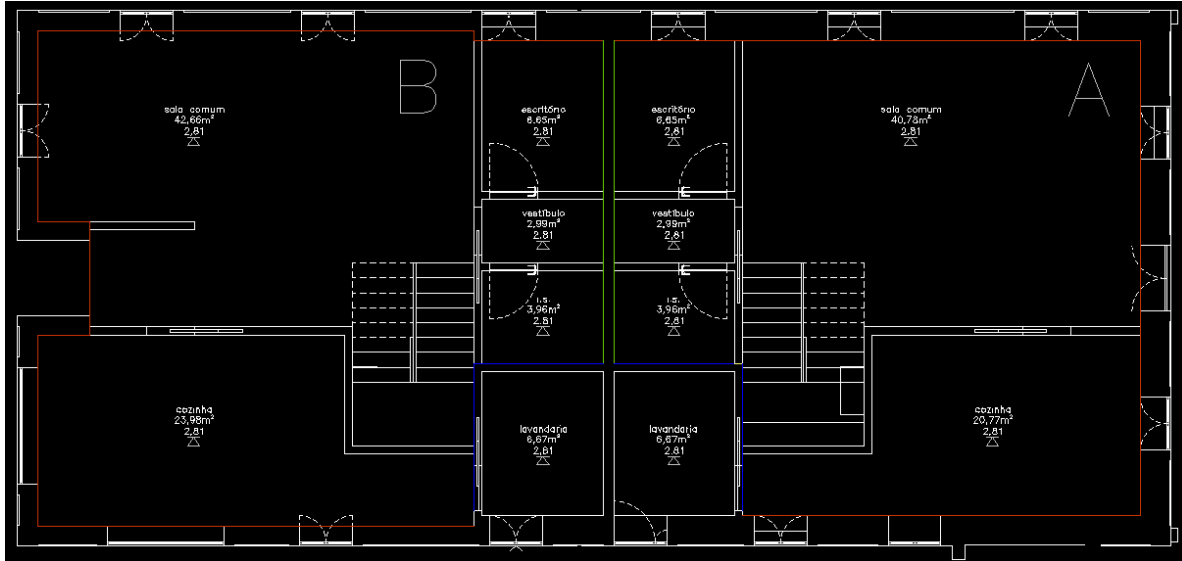 B
A
sala comum
42,66m²
2.81
escritório
6,65m²
2.81
escritório
6,65m²
2.81
sala comum
40,78m²
2.81
vestíbulo
2,99m²
2.81
vestíbulo
2,99m²
2.81
i.s.
3,96m²
2.81
i.s.
3,96m²
2.81
cozinha
23,98m²
2.81
lavandaria
6,67m²
2.81
lavandaria
6,67m²
2.81
cozinha
20,77m²
2.81